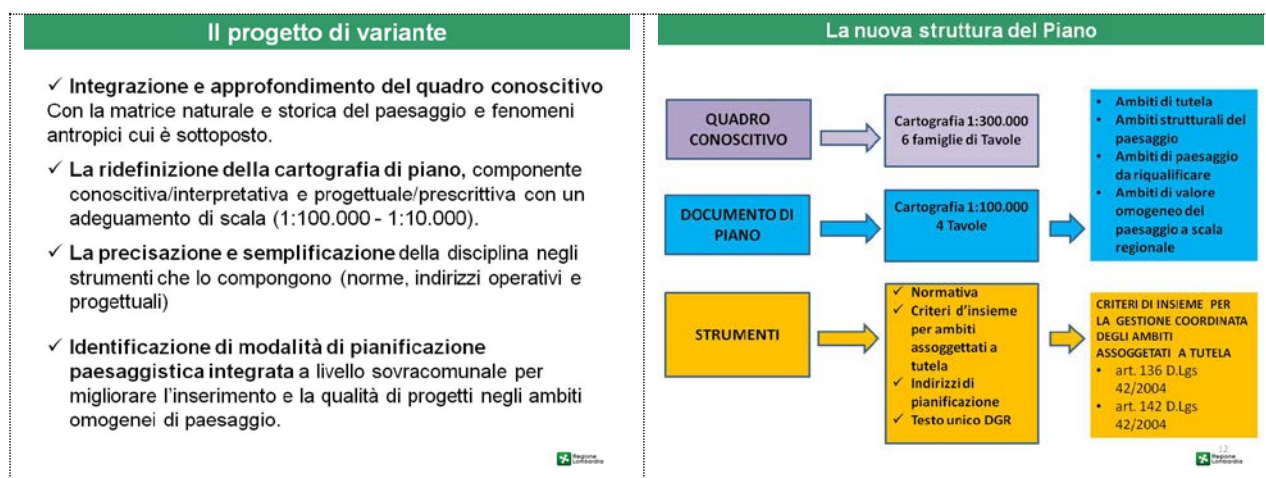 Il progetto di variante
✓ Integrazione e approfondimento del quadro conoscitivo
Con la matrice naturale e storica del paesaggio e fenomeni
antropici cui è sottoposto.
✓ La ridefinizione della cartografia di piano, componente
conoscitiva/interpretativa e progettuale/prescrittiva con un
adeguamento di scala (1:100.000 - 1:10.000).
✓ La precisazione e semplificazione della disciplina negli
strumenti che lo compongono (norme, indirizzi operativi e
progettuali)
✓ Identificazione di modalità di pianificazione
paesaggistica integrata a livello sovracomunale per
migliorare l'inserimento e la qualità di progetti negli ambiti
omogenei di paesaggio.
Regione
Lombardia
La nuova struttura del Piano
QUADRO
CONOSCITIVO
Cartografia 1:300.000
6 famiglie di Tavole
DOCUMENTO DI
PIANO
Cartografia 1:100.000
4 Tavole
• Ambiti di tutela
• Ambiti strutturali del
paesaggio
• Ambiti di paesaggio
da riqualificare
• Ambiti di valore
omogeneo del
paesaggio a scala
regionale
STRUMENTI
✓ Normativa
✓ Criteri d'insieme
per ambiti
assoggettati a
tutela
✓ Indirizzi di
pianificazione
✓ Testo unico DGR
CRITERI DI INSIEME PER
LA GESTIONE COORDINATA
DEGLI AMBITI
ASSOGGETATI A TUTELA
• art. 136 D.Lgs
42/2004
• art. 142 D.Lgs
42/2004
12
Regione
Lombardia